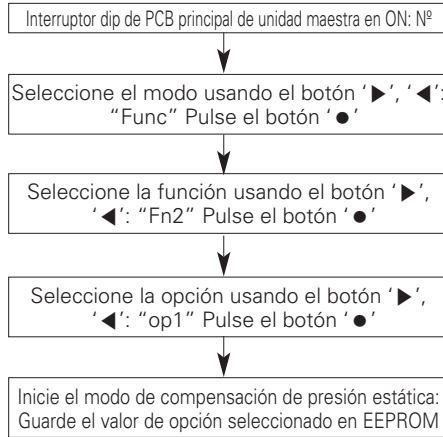 Interruptor dip de PCB principal de unidad maestra en ON: Nº
Seleccione el modo usando el botón ‘▶’, ‘◀’:
“Func” Pulse el botón ‘●’
Seleccione la función usando el botón ‘▶’,
‘◀’: “Fn2” Pulse el botón ‘●’
Seleccione la opción usando el botón ‘▶’,
‘◀’: “op1” Pulse el botón ‘●’
Inicie el modo de compensación de presión estática:
Guarde el valor de opción seleccionado en EEPROM